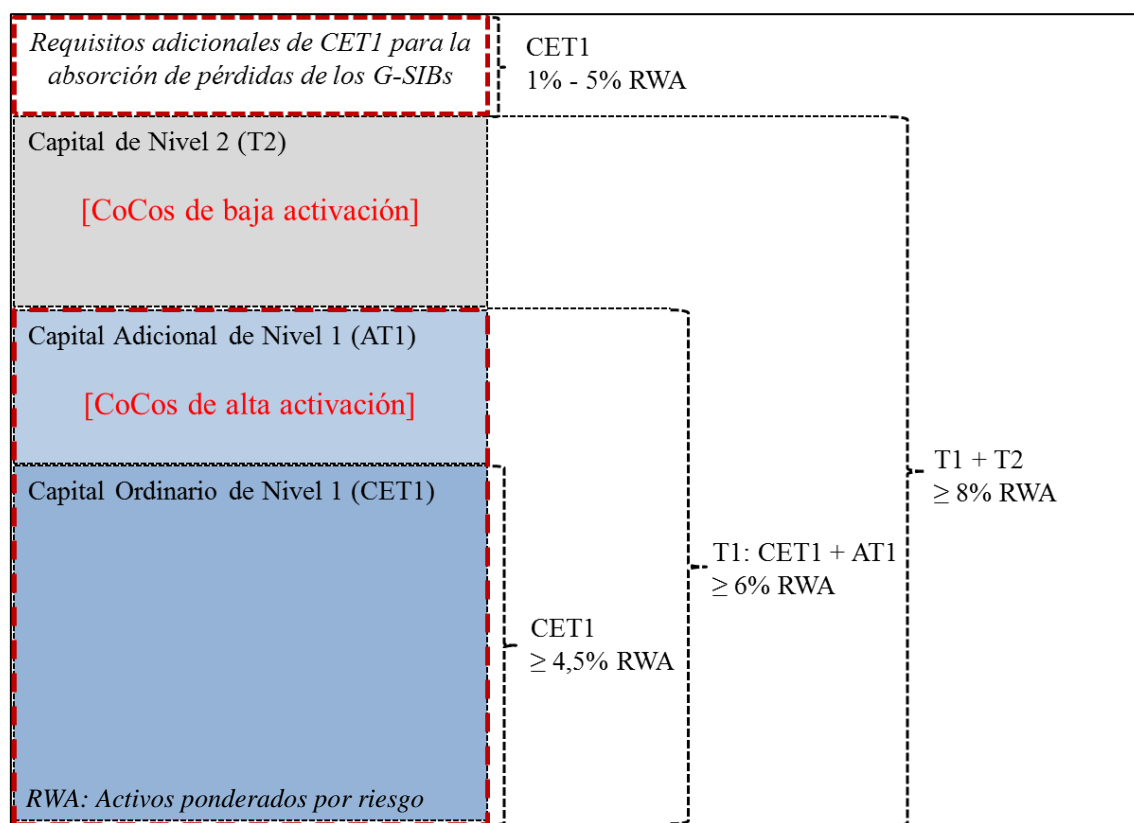 Requisitos adicionales de CET1 para la
absorción de pérdidas de los G-SIBs
CET1
1% - 5% RWA
Capital de Nivel 2 (T2)
[CoCos de baja activación]
Capital Adicional de Nivel 1 (AT1)
[CoCos de alta activación]
T1 + T2
≥ 8% RWA
Capital Ordinario de Nivel 1 (CET1)
T1: CET1 + AT1
≥ 6% RWA
CET1
≥ 4,5% RWA
RWA: Activos ponderados por riesgo